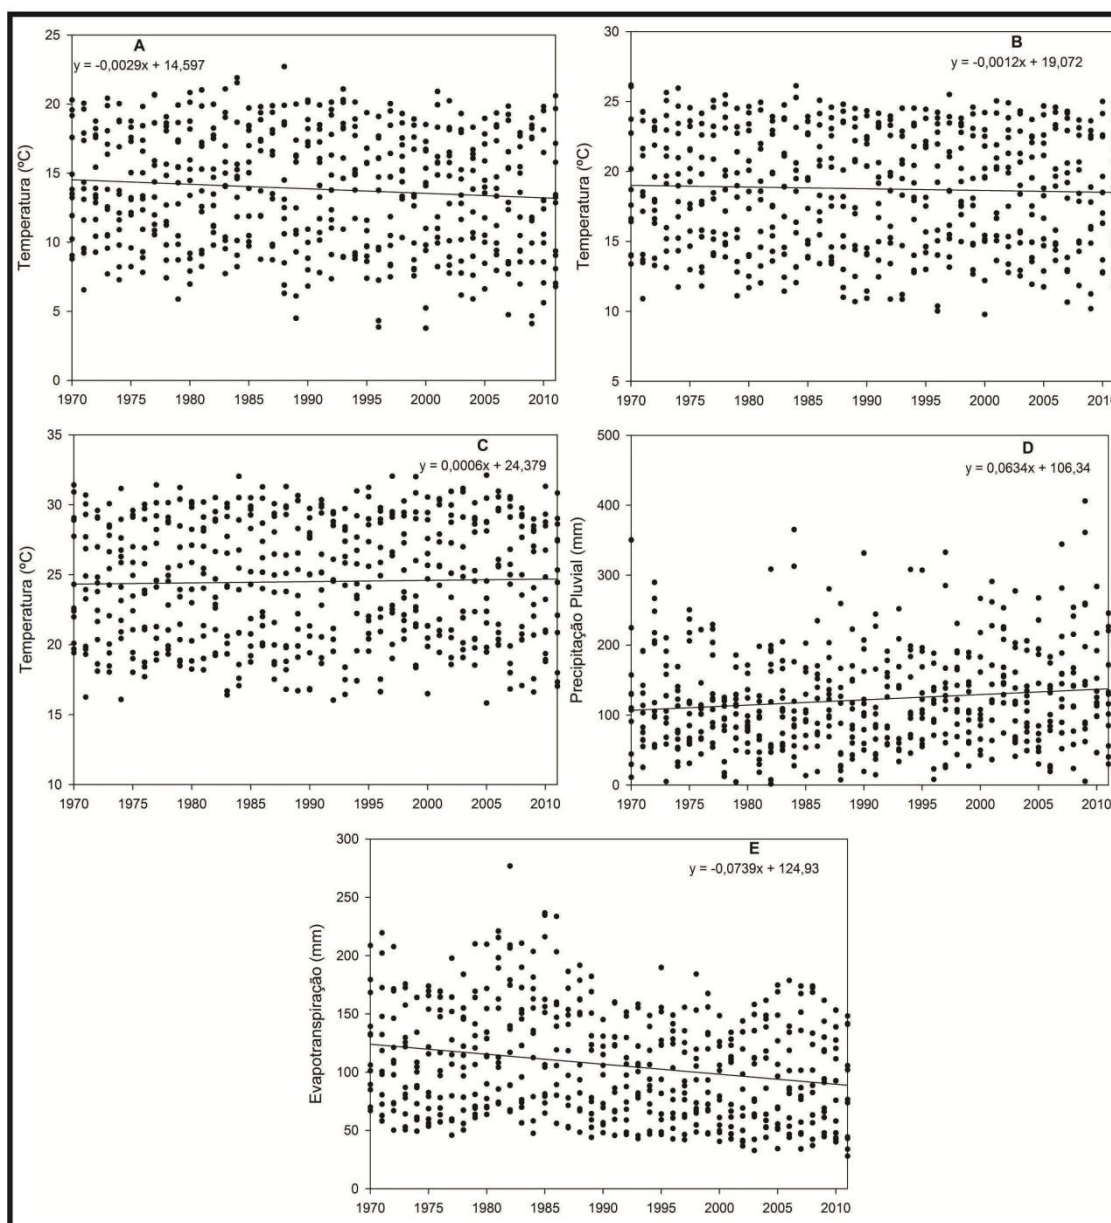 A
y = -0,0029x + 14,597
Temperatura (ºC)
25
20
15
10
5
0
1970 1975 1980 1985 1990 1995 2000 2005 2010
B
y = -0,0012x + 19,072
Temperatura (ºC)
30
25
20
15
10
5
1970 1975 1980 1985 1990 1995 2000 2005 2010
C
y = 0,0006x + 24,379
Temperatura (ºC)
35
30
25
20
15
10
1970 1975 1980 1985 1990 1995 2000 2005 2010
D
y = 0,0634x + 106,34
Precipitação Pluvial (mm)
500
400
300
200
100
0
1970 1975 1980 1985 1990 1995 2000 2005 2010
E
y = -0,0739x + 124,93
Evapotranspiração (mm)
300
250
200
150
100
50
0
1970 1975 1980 1985 1990 1995 2000 2005 2010